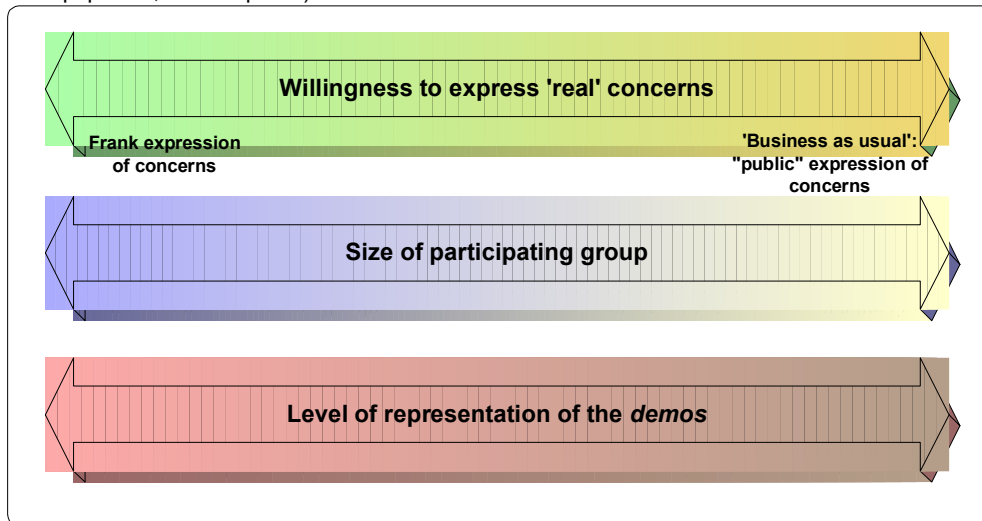 Willingness to express 'real' concerns
Frank expression
of concerns
'Business as usual':
"public" expression of
concerns
Size of participating group
Level of representation of the demos